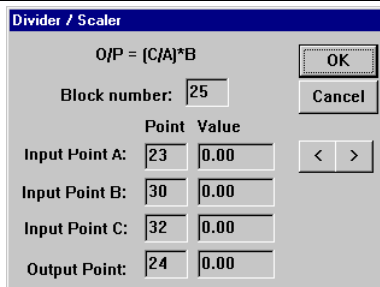 Divider / Scaler
O/P = (C/A)*B
OK
Block number: 25
Cancel
Point Value
Input Point A: 23 0.00
< >
Input Point B: 30 0.00
Input Point C: 32 0.00
Output Point: 24 0.00